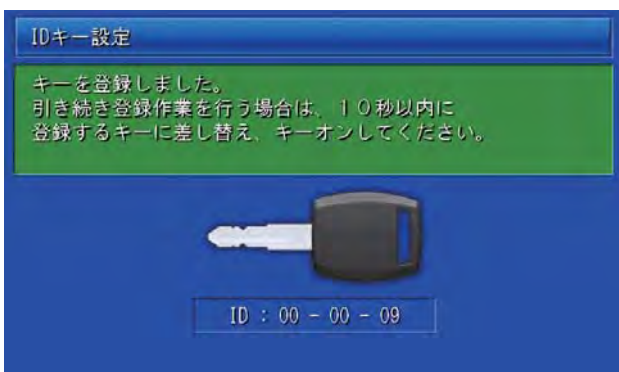 IDキー設定
キーを登録しました。
引き続き登録作業を行う場合は、１０秒以内に
登録するキーに差し替え、キーオンしてください。
ID : 00 - 00 - 09